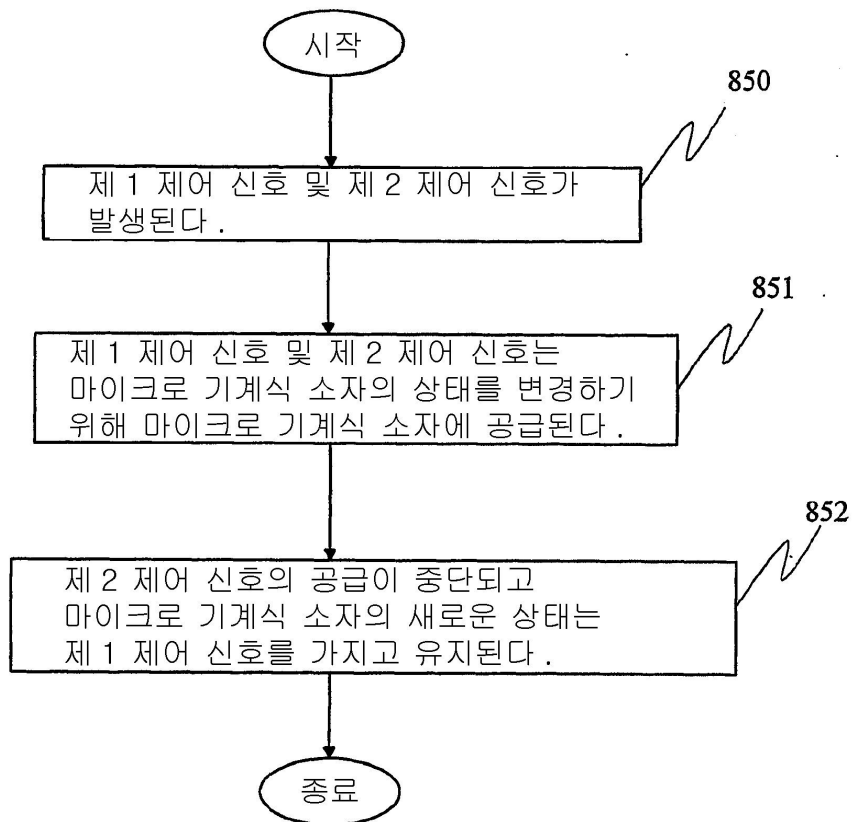 시작
850
제 1 제어 신호 및 제 2 제어 신호가
발생된다.
851
제 1 제어 신호 및 제 2 제어 신호는
마이크로 기계식 소자의 상태를 변경하기
위해 마이크로 기계식 소자에 공급된다.
852
제 2 제어 신호의 공급이 중단되고
마이크로 기계식 소자의 새로운 상태는
제 1 제어 신호를 가지고 유지된다.
종료